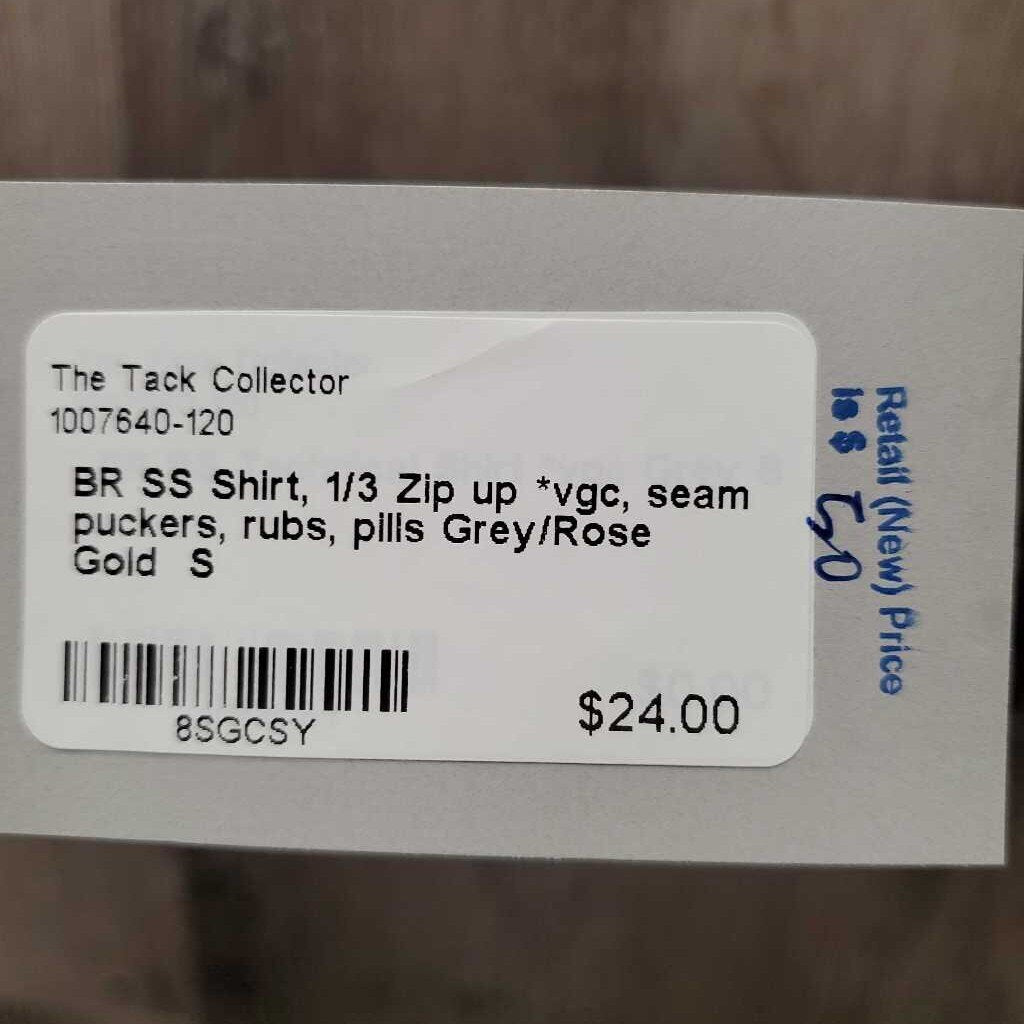 The Tack Collector
1007640-120
BR SS Shirt, 1/3 Zip up *vgc, seam
puckers, rubs, pills Grey/Rose
Gold S
8SGCSY
$24.00
Retail (New) Price
Is $ 50